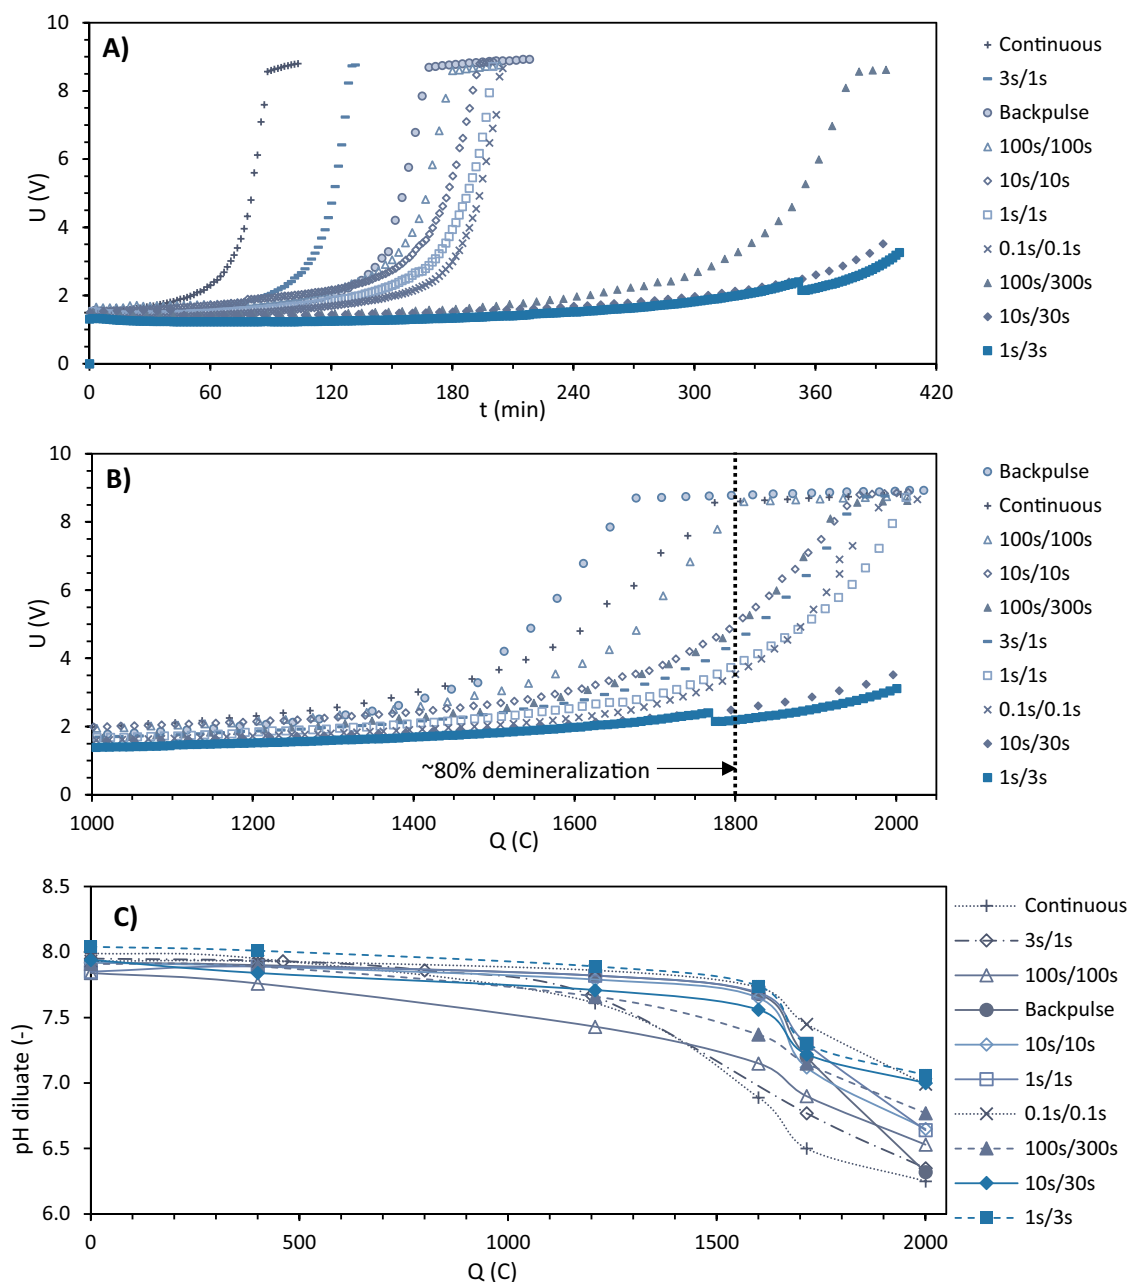 A)
10
8
6
4
2
0
U (V)
0
60
120
180
240
300
360
420
t (min)
Continuous
3s/1s
Backpulse
100s/100s
10s/10s
1s/1s
0.1s/0.1s
100s/300s
10s/30s
1s/3s
B)
10
8
6
4
2
0
U (V)
~80% demineralization
1000
1200
1400
1600
1800
2000
Q (C)
Backpulse
Continuous
100s/100s
10s/10s
100s/300s
3s/1s
1s/1s
0.1s/0.1s
10s/30s
1s/3s
C)
8.5
8.0
7.5
7.0
6.5
6.0
pH diluate (-)
0
500
1000
1500
2000
Q (C)
Continuous
3s/1s
100s/100s
Backpulse
10s/10s
1s/1s
0.1s/0.1s
100s/300s
10s/30s
1s/3s